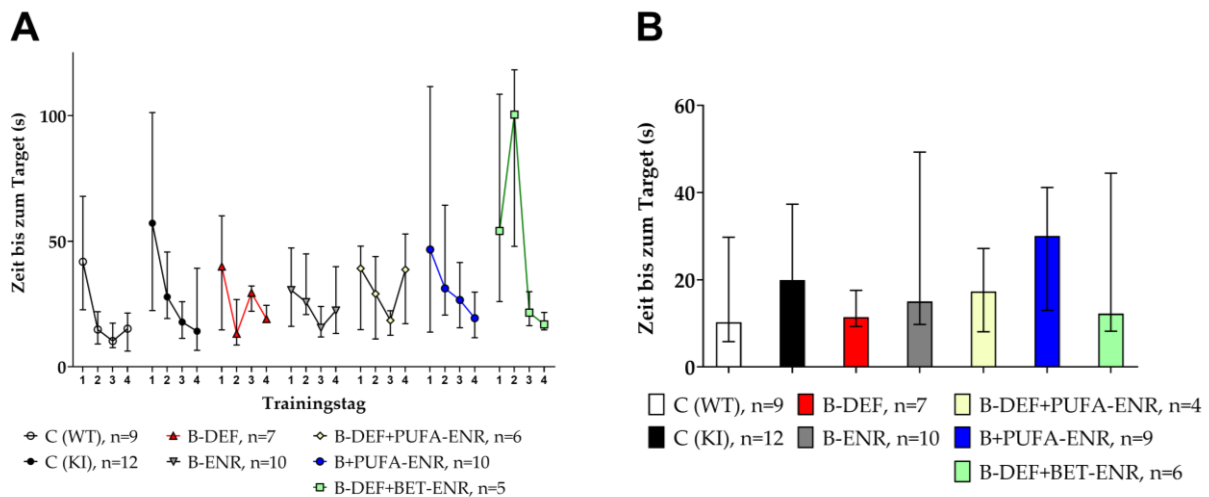 A
Zeit bis zum Target (s)
100
50
0
1 2 3 4 1 2 3 4 1 2 3 4 1 2 3 4 1 2 3 4 1 2 3 4 1 2 3 4
Trainingstag
C (WT), n=9 B-DEF, n=7 B-DEF+PUFA-ENR, n=6
C (KI), n=12 B-ENR, n=10 B+PUFA-ENR, n=10
B-DEF+BET-ENR, n=5
B
Zeit bis zum Target (s)
60
40
20
0
C (WT), n=9 B-DEF, n=7 B-DEF+PUFA-ENR, n=4
C (KI), n=12 B-ENR, n=10 B+PUFA-ENR, n=9
B-DEF+BET-ENR, n=6